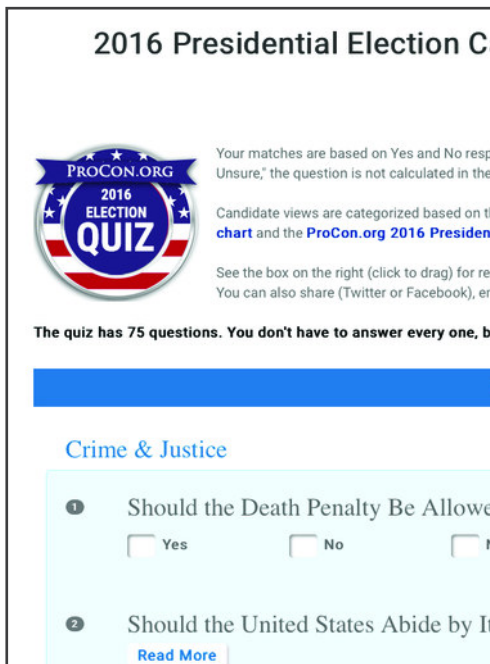 2016 Presidential Election C
PROCON.ORG
2016
ELECTION
QUIZ
Your matches are based on Yes and No resp
Unsure," the question is not calculated in the
Candidate views are categorized based on t
chart and the ProCon.org 2016 Presiden
See the box on the right (click to drag) for re
You can also share (Twitter or Facebook), e
The quiz has 75 questions. You don't have to answer every one, b
Crime & Justice
1 Should the Death Penalty Be Allowe
Yes No N
2 Should the United States Abide by It
Read More